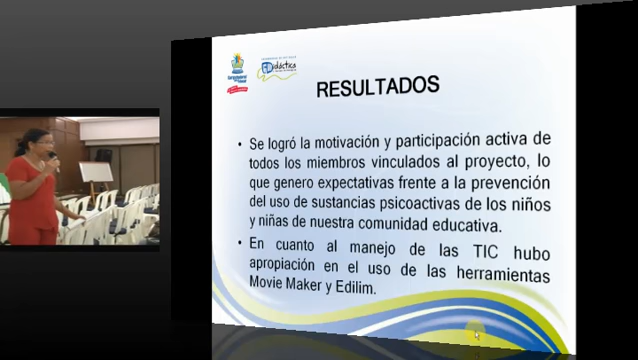 Didáctica
RESULTADOS
• Se logró la motivación y participación activa de
todos los miembros vinculados al proyecto, lo
que genero expectativas frente a la prevención
del uso de sustancias psicoactivas de los niños
y niñas de nuestra comunidad educativa.
• En cuanto al manejo de las TIC hubo
apropiación en el uso de las herramientas
Movie Maker y Edilim.